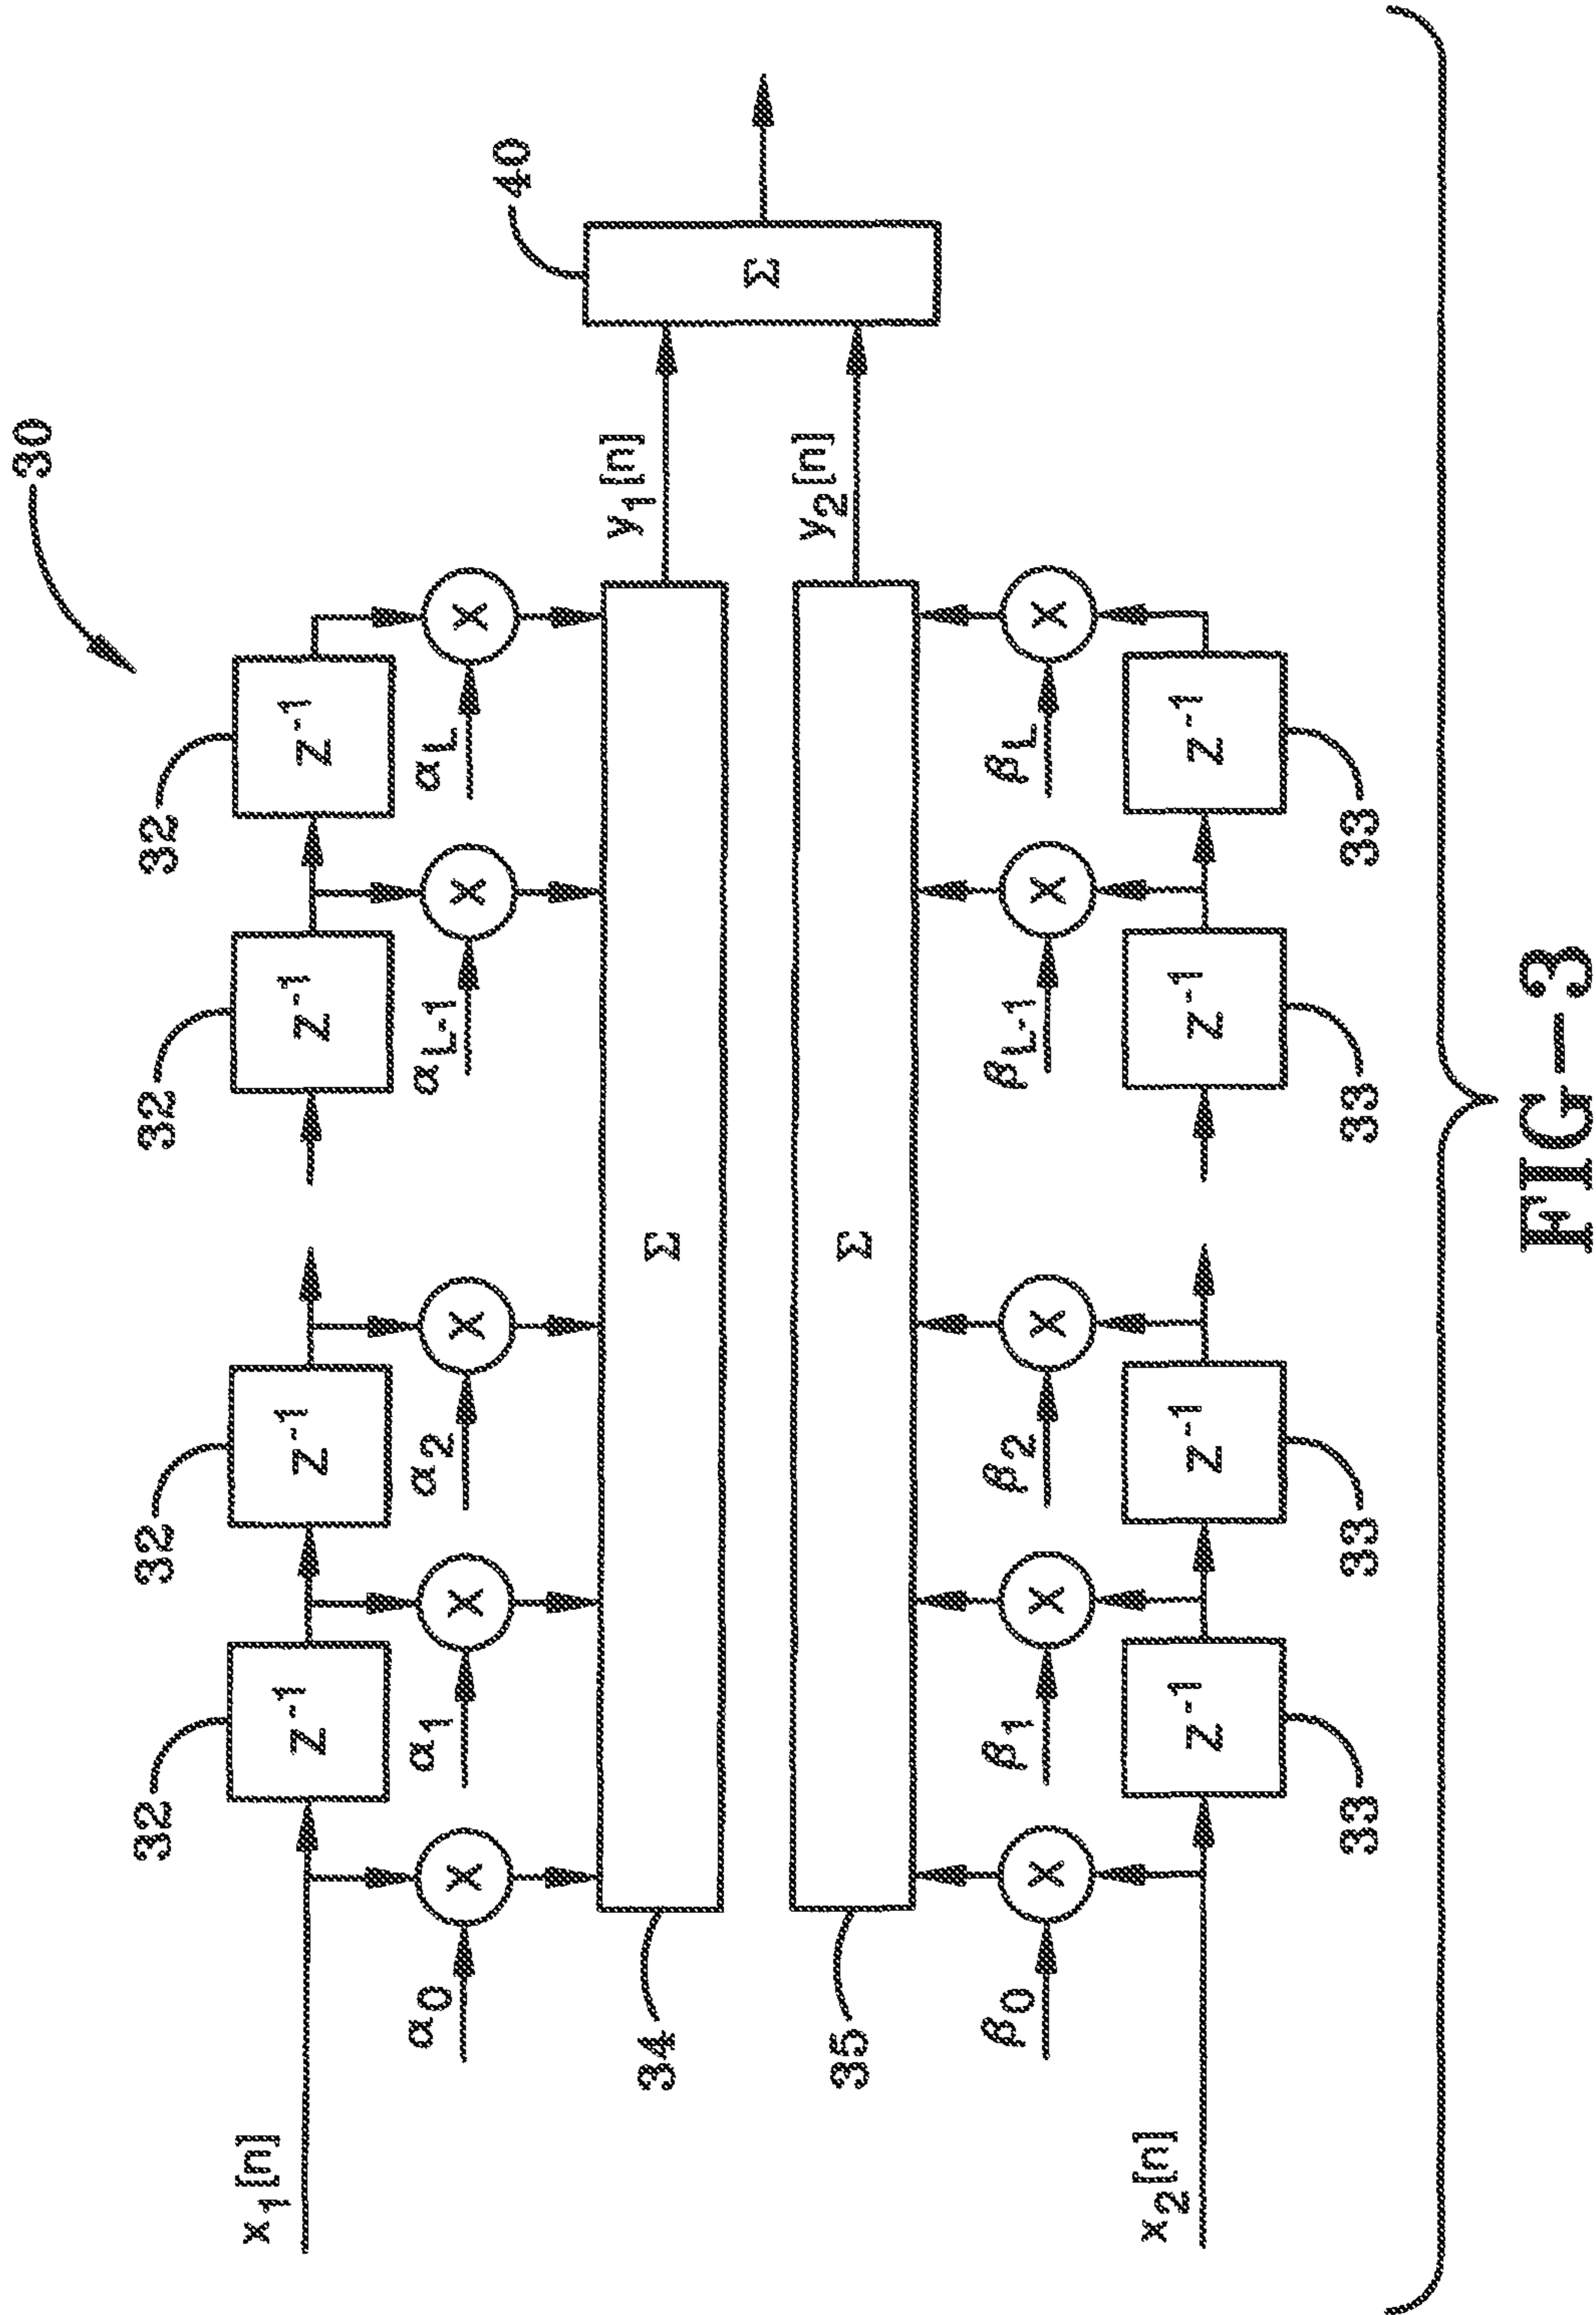 30
32
32
32
32
x₁[n]
z⁻¹
z⁻¹
z⁻¹
z⁻¹
α₀
α₁
α₂
αL-1
αL
X
X
X
X
X
40
34
Σ
y₁[n]
Σ
35
Σ
y₂[n]
X
X
X
X
X
β₀
β₁
β₂
βL-1
βL
x₂[n]
z⁻¹
z⁻¹
z⁻¹
z⁻¹
33
33
33
33
FIG-3